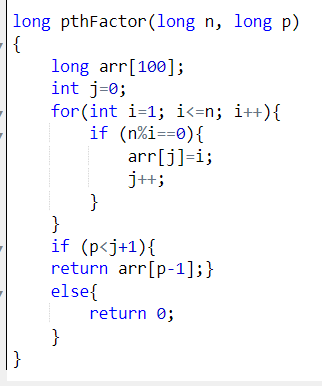 long pthFactor(long n, long p)
{
    long arr[100];
    int j=0;
    for(int i=1; i<=n; i++){
        if (n%i==0){
            arr[j]=i;
            j++;
        }
    }
    if (p<j+1){
    return arr[p-1];}
    else{
        return 0;
    }
}